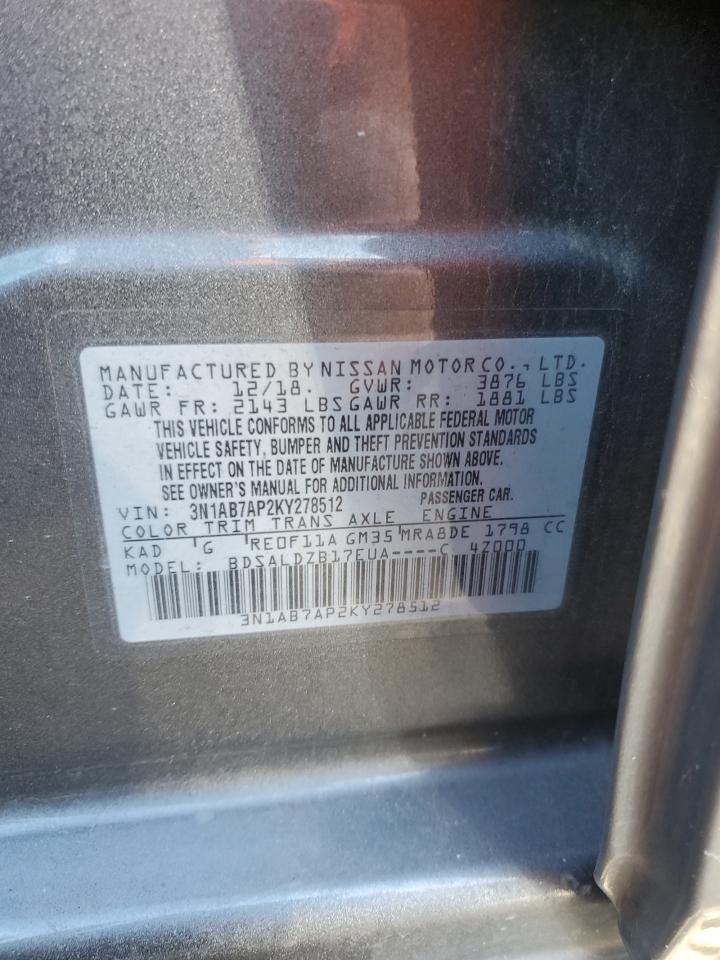 MANUFACTURED BY NISSAN MOTOR CO., LTD.
DATE: 12/18. GVWR: 3876 LBS
GAWR FR: 2143 LBS GAWR RR: 1881 LBS
THIS VEHICLE CONFORMS TO ALL APPLICABLE FEDERAL MOTOR
VEHICLE SAFETY, BUMPER AND THEFT PREVENTION STANDARDS
IN EFFECT ON THE DATE OF MANUFACTURE SHOWN ABOVE.
SEE OWNER'S MANUAL FOR ADDITIONAL INFORMATION.
VIN: 3N1AB7AP2KY278512 PASSENGER CAR.
COLOR TRIM TRANS AXLE ENGINE
KAD G RE0F11A GM35 MRA8DE 1798 CC
MODEL: BDSALDZB17EUA----C 4Z000
3N1AB7AP2KY278512